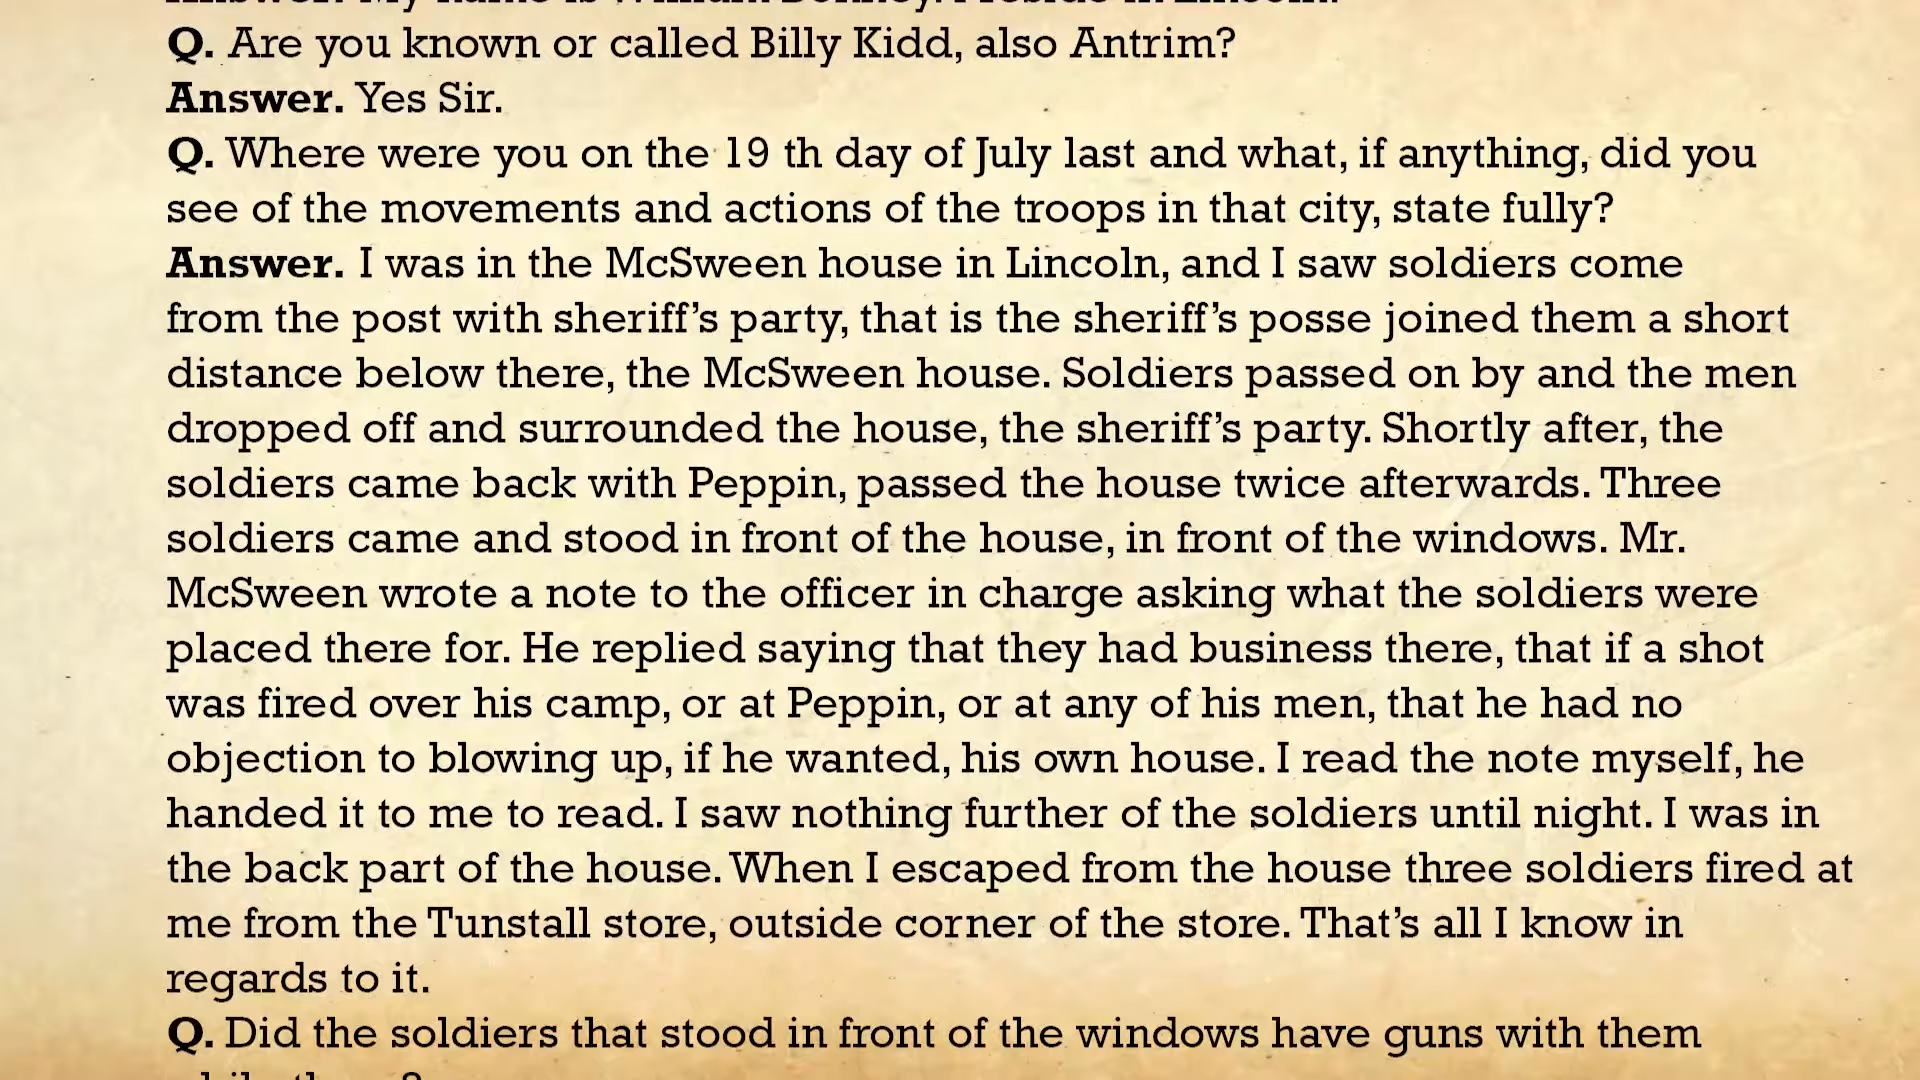 Answer. My name is William Bonney. I reside in Lincoln.
Q. Are you known or called Billy Kidd, also Antrim?
Answer. Yes Sir.
Q. Where were you on the 19 th day of July last and what, if anything, did you
see of the movements and actions of the troops in that city, state fully?
Answer. I was in the McSween house in Lincoln, and I saw soldiers come
from the post with sheriff’s party, that is the sheriff’s posse joined them a short
distance below there, the McSween house. Soldiers passed on by and the men
dropped off and surrounded the house, the sheriff’s party. Shortly after, the
soldiers came back with Peppin, passed the house twice afterwards. Three
soldiers came and stood in front of the house, in front of the windows. Mr.
McSween wrote a note to the officer in charge asking what the soldiers were
placed there for. He replied saying that they had business there, that if a shot
was fired over his camp, or at Peppin, or at any of his men, that he had no
objection to blowing up, if he wanted, his own house. I read the note myself, he
handed it to me to read. I saw nothing further of the soldiers until night. I was in
the back part of the house. When I escaped from the house three soldiers fired at
me from the Tunstall store, outside corner of the store. That’s all I know in
regards to it.
Q. Did the soldiers that stood in front of the windows have guns with them